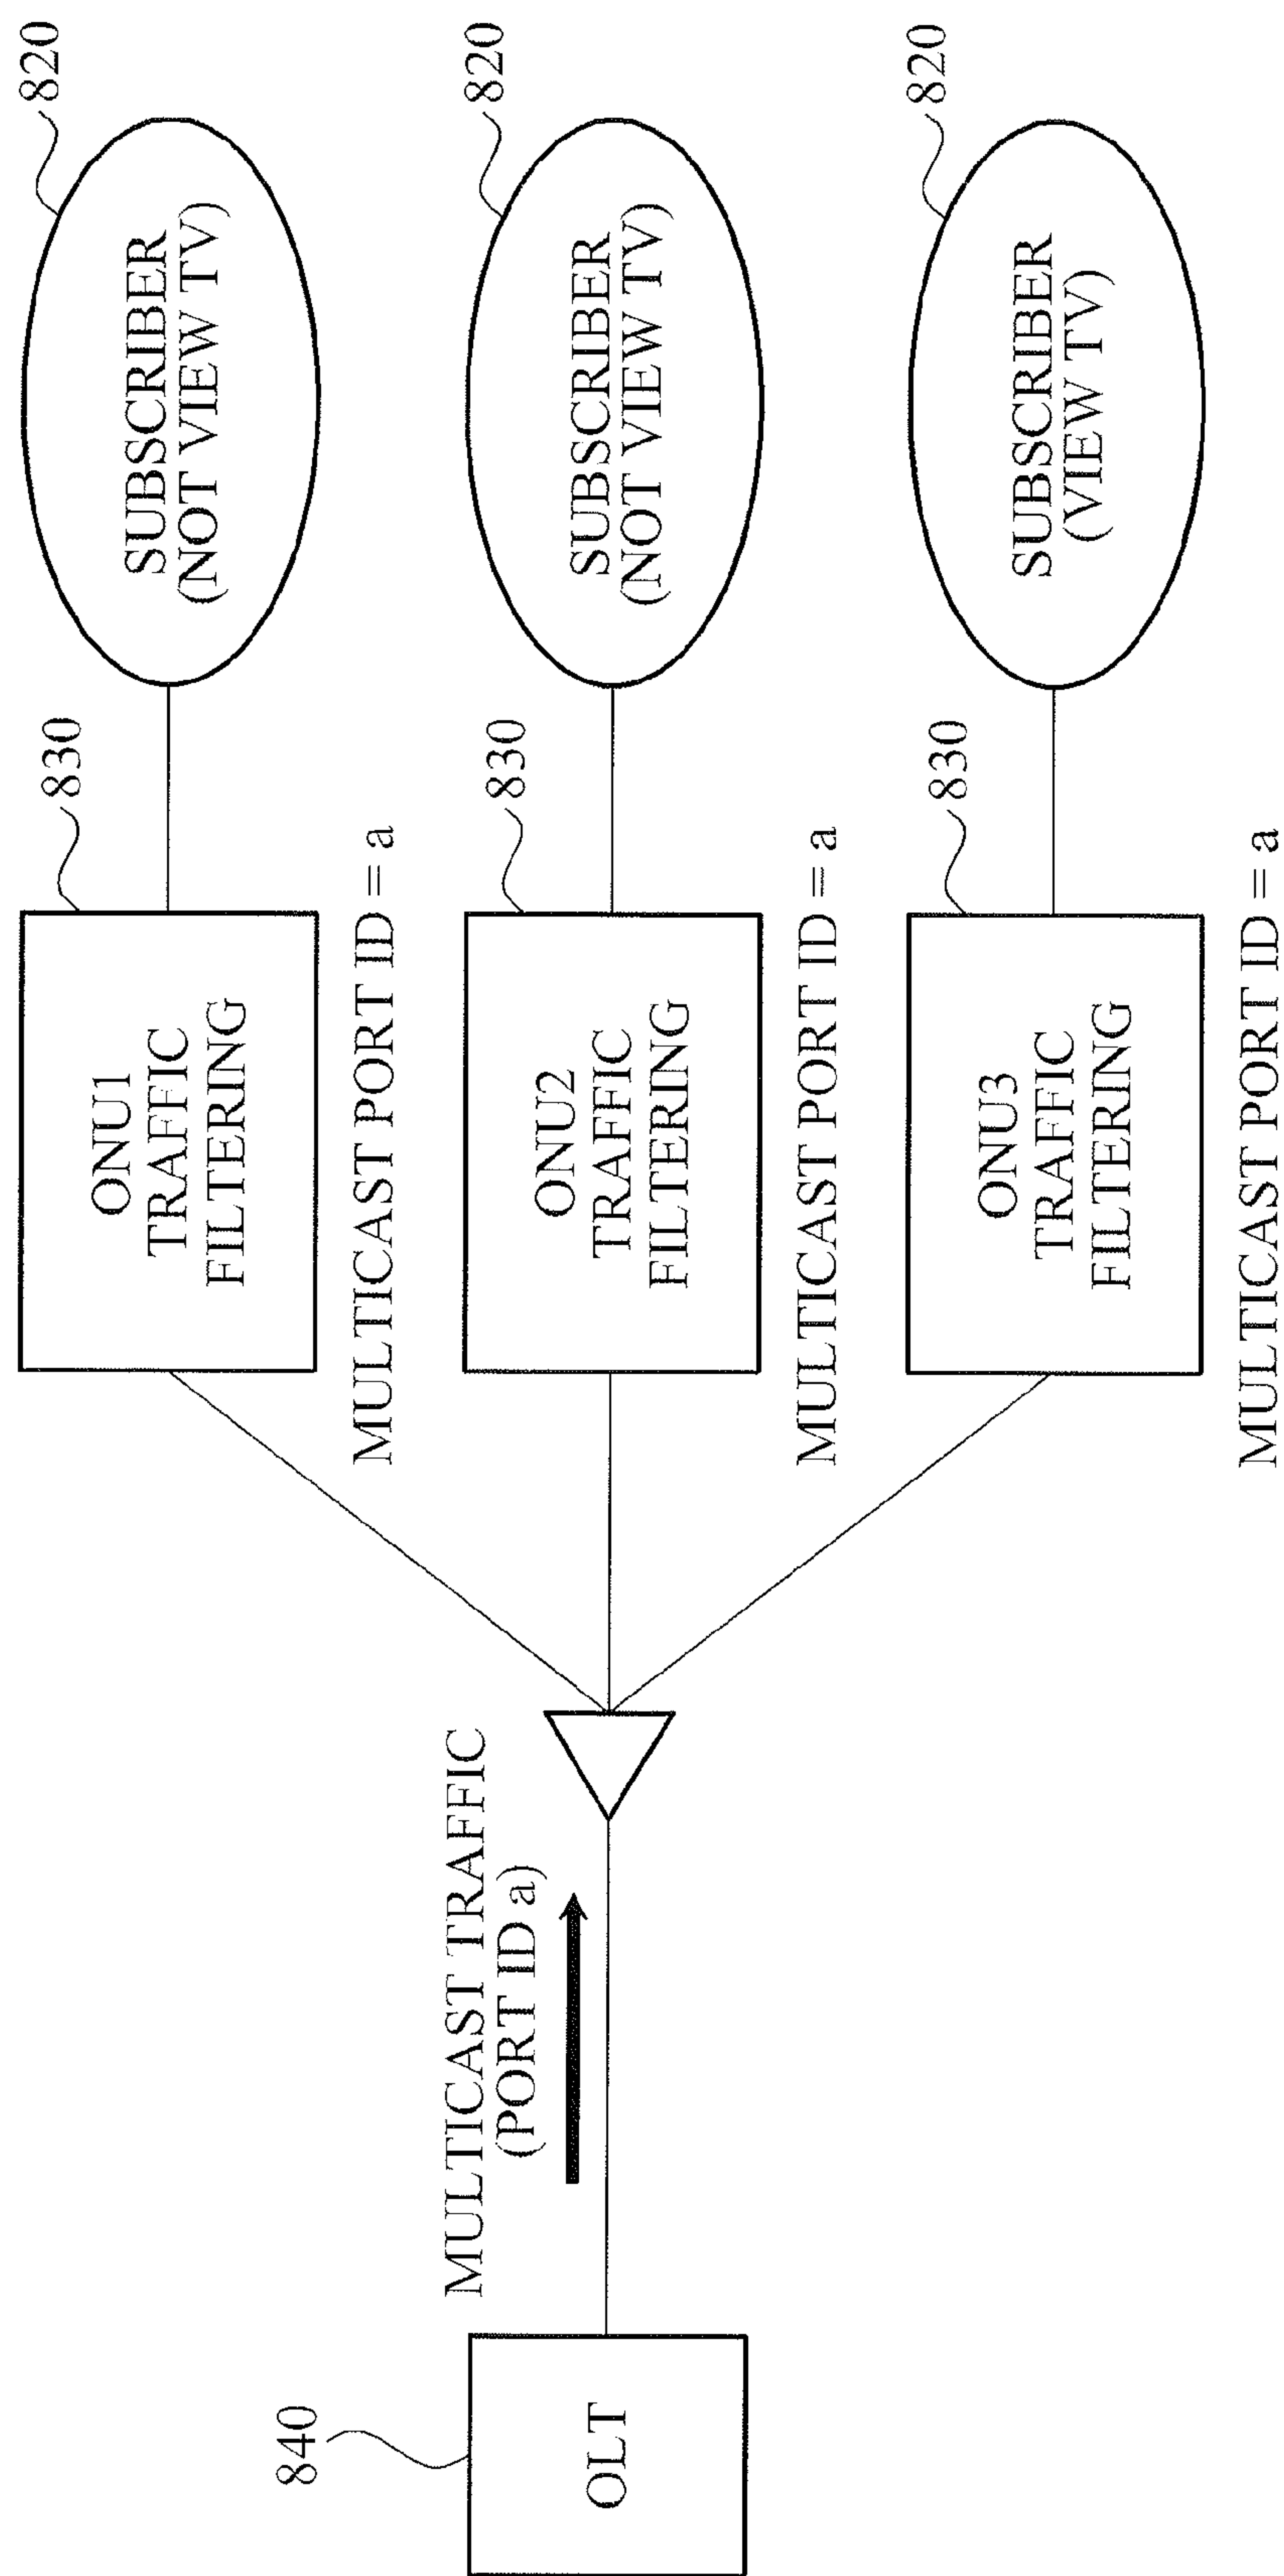 840
OLT
MULTICAST TRAFFIC
(PORT ID a)
830
ONU1
TRAFFIC
FILTERING
MULTICAST PORT ID = a
820
SUBSCRIBER
(NOT VIEW TV)
830
ONU2
TRAFFIC
FILTERING
MULTICAST PORT ID = a
820
SUBSCRIBER
(NOT VIEW TV)
830
ONU3
TRAFFIC
FILTERING
MULTICAST PORT ID = a
820
SUBSCRIBER
(VIEW TV)